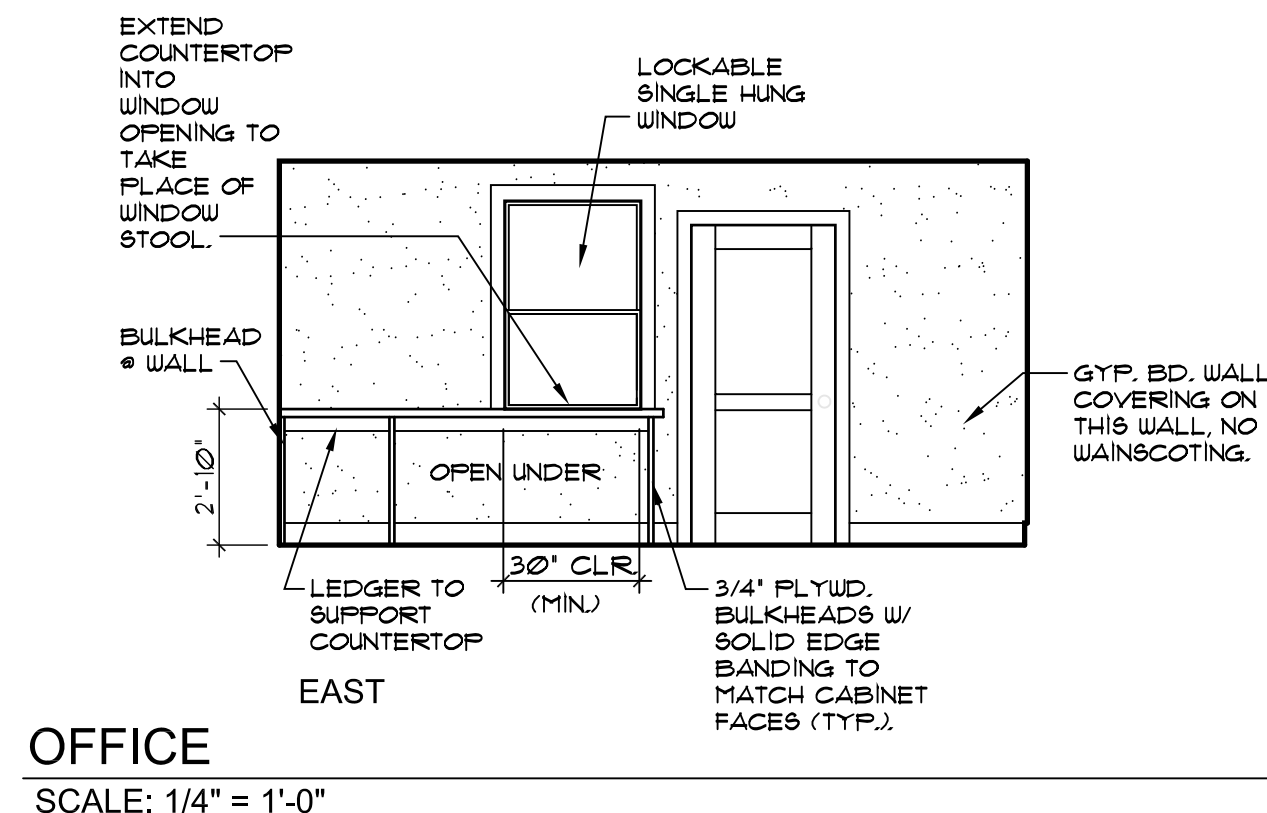 EXTEND
COUNTERTOP
INTO
WINDOW
OPENING TO
TAKE
PLACE OF
WINDOW
STOOL.
LOCKABLE
SINGLE HUNG
WINDOW
BULKHEAD
@ WALL
GYP. BD. WALL
COVERING ON
THIS WALL, NO
WAINSCOTING.
2'-10"
OPEN UNDER
30" CLR.
(MIN.)
LEDGER TO
SUPPORT
COUNTERTOP
3/4" PLYWD.
BULKHEADS W/
SOLID EDGE
BANDING TO
MATCH CABINET
FACES (TYP.).
EAST
OFFICE
SCALE: 1/4" = 1'-0"